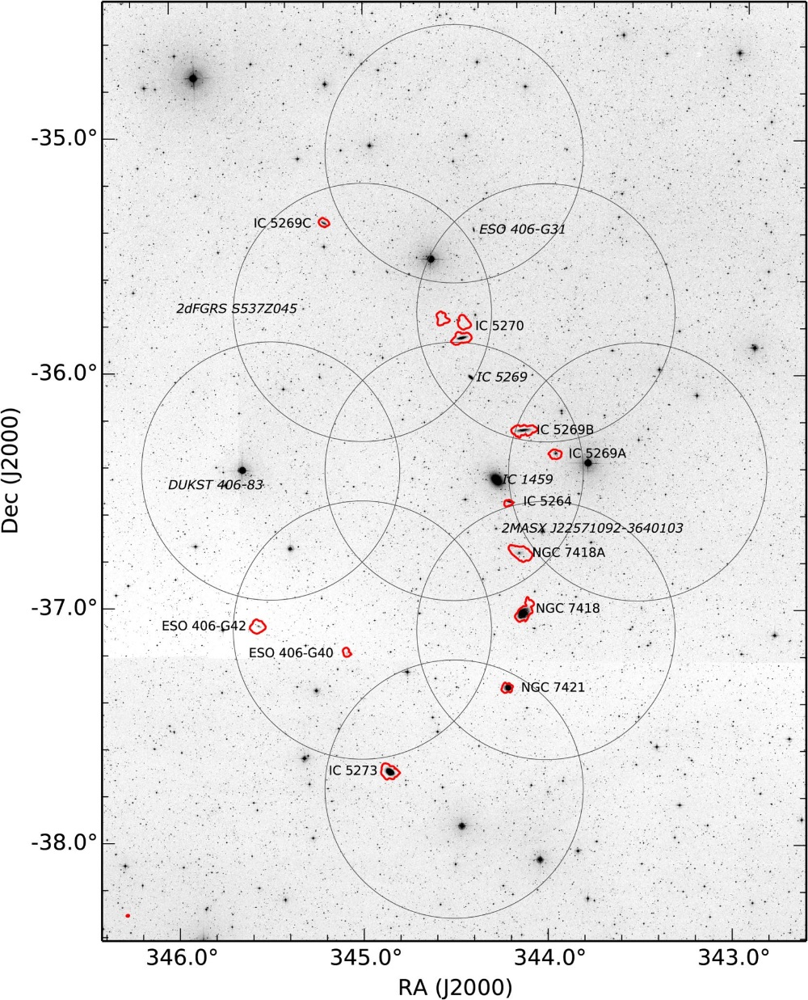 -35.0°
IC 5269C
ESO 406-G31
2dFGRS S537Z045
IC 5270
-36.0°
IC 5269
IC 5269B
IC 5269A
IC 1459
DUKST 406-83
IC 5264
2MASX J22571092-3640103
NGC 7418A
-37.0°
NGC 7418
ESO 406-G42
ESO 406-G40
NGC 7421
IC 5273
-38.0°
Dec (J2000)
346.0°
345.0°
344.0°
343.0°
RA (J2000)